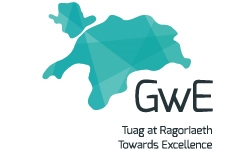 GwE
Tuag at Ragoriaeth
Towards Excellence